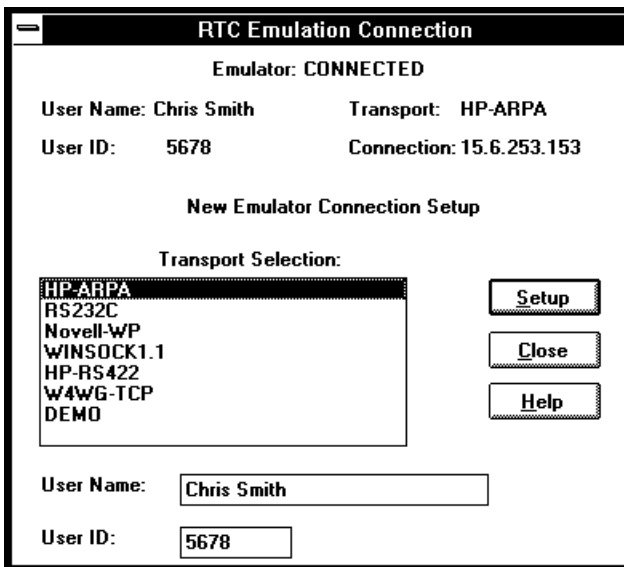 RTC Emulation Connection
Emulator: CONNECTED
User Name: Chris Smith Transport: HP-ARPA
User ID: 5678 Connection: 15.6.253.153
New Emulator Connection Setup
Transport Selection:
HP-ARPA
RS232C
Novell-WP
WINSOCK1.1
HP-RS422
W4WG-TCP
DEMO
Setup
Close
Help
User Name: Chris Smith
User ID: 5678